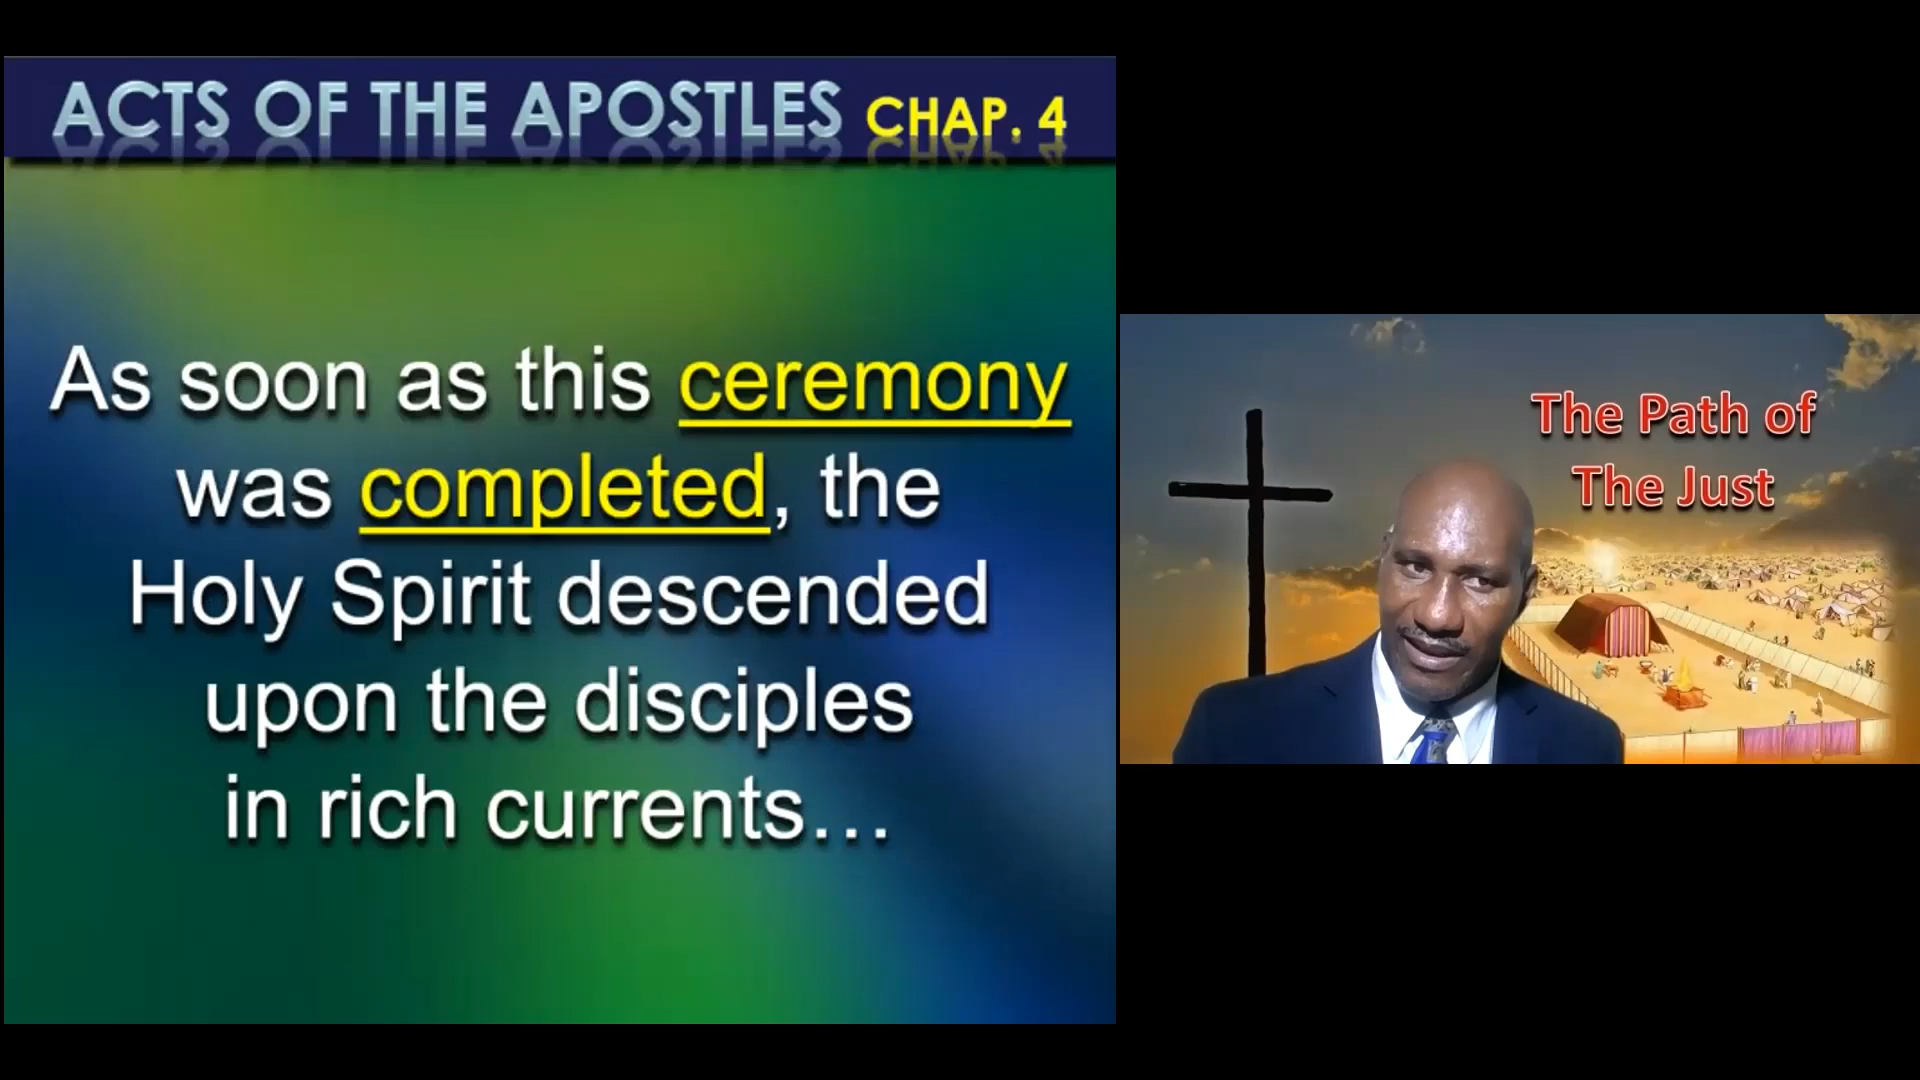 ACTS OF THE APOSTLES CHAP. 4
As soon as this ceremony
was completed, the
Holy Spirit descended
upon the disciples
in rich currents…
The Path of
The Just